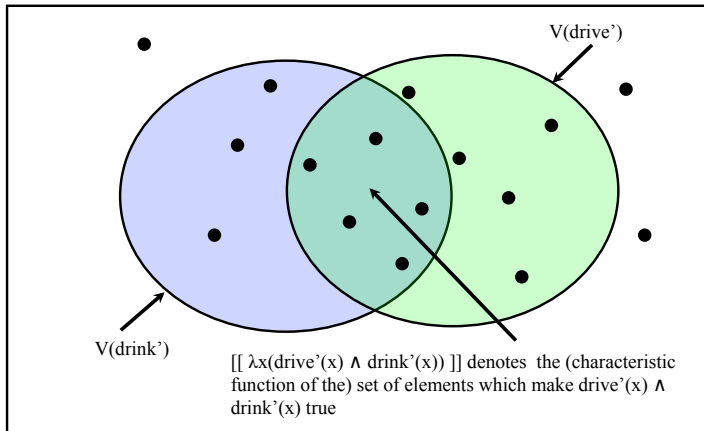 V(drive’)
V(drink’)
[[ λx(drive’(x) ∧ drink’(x)) ]] denotes  the (characteristic
function of the) set of elements which make drive’(x) ∧
drink’(x) true